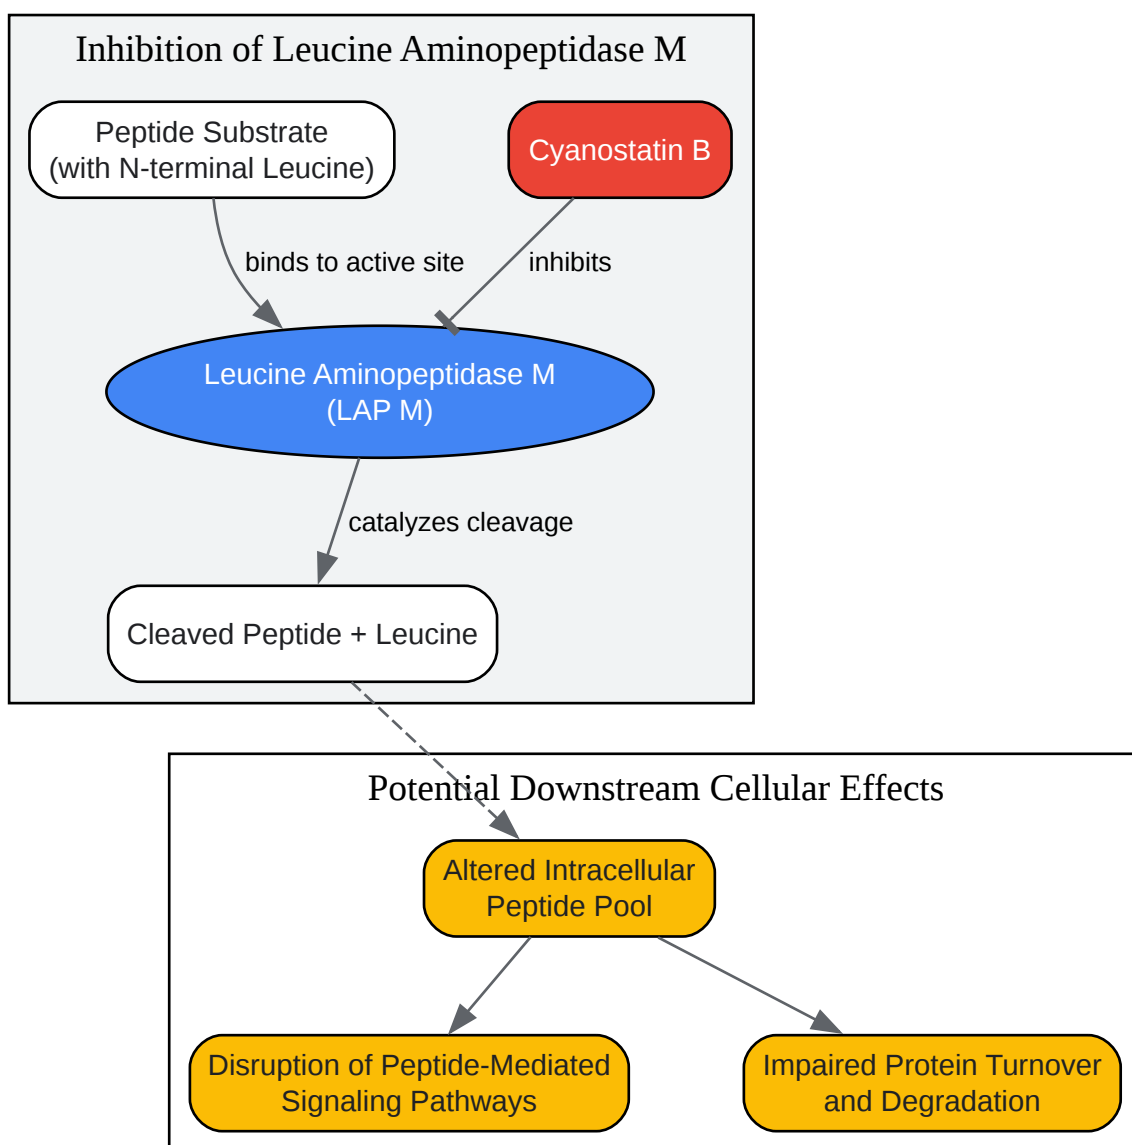 Inhibition of Leucine Aminopeptidase M
Peptide Substrate
(with N-terminal Leucine)
Cyanostatin B
binds to active site
inhibits
Leucine Aminopeptidase M
(LAP M)
catalyzes cleavage
Cleaved Peptide + Leucine
Potential Downstream Cellular Effects
Altered Intracellular
Peptide Pool
Disruption of Peptide-Mediated
Signaling Pathways
Impaired Protein Turnover
and Degradation